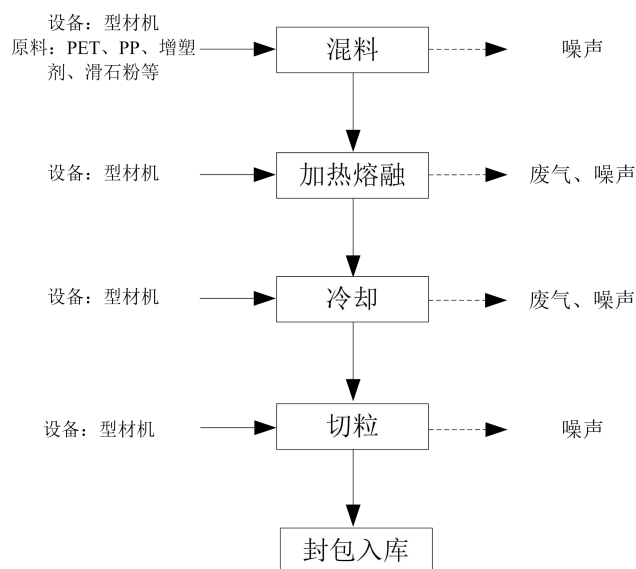 设备：型材机
原料：PET、PP、增塑
剂、滑石粉等
混料
噪声
设备：型材机
加热熔融
废气、噪声
设备：型材机
冷却
废气、噪声
设备：型材机
切粒
噪声
封包入库